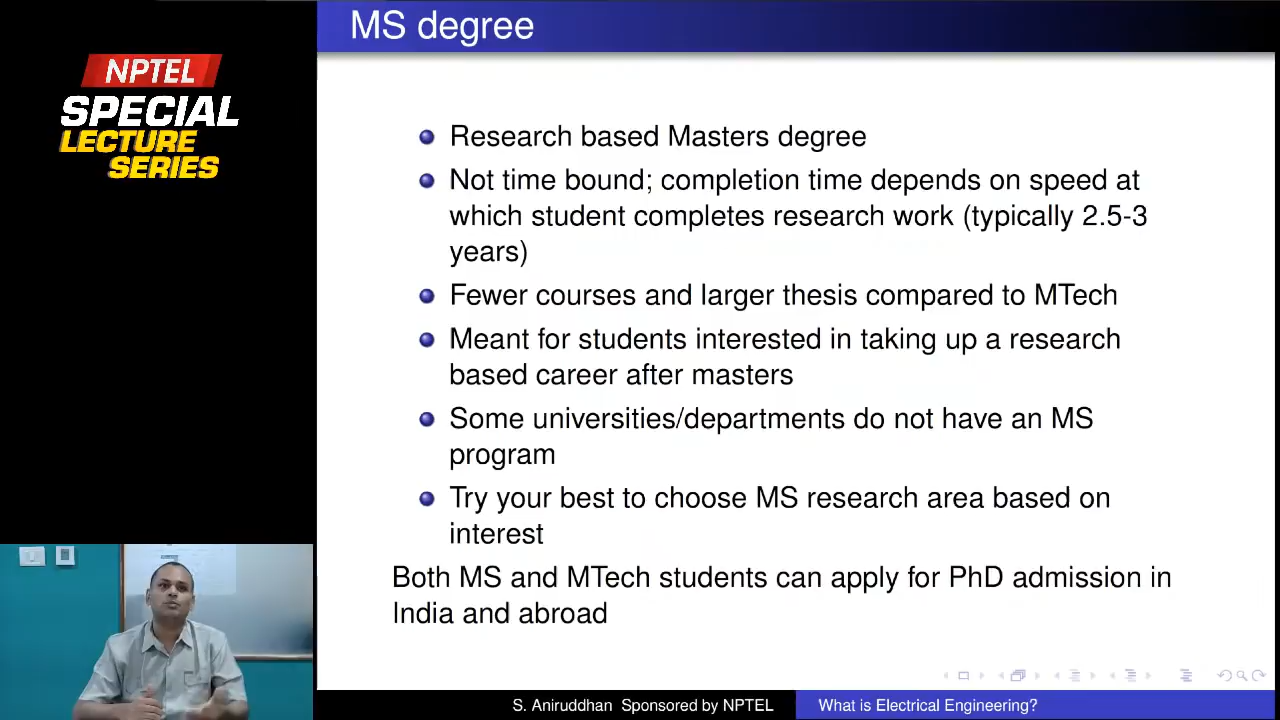 MS degree
NPTEL
SPECIAL
LECTURE
SERIES
Research based Masters degree
Not time bound; completion time depends on speed at
which student completes research work (typically 2.5-3
years)
Fewer courses and larger thesis compared to MTech
Meant for students interested in taking up a research
based career after masters
Some universities/departments do not have an MS
program
Try your best to choose MS research area based on
interest
Both MS and MTech students can apply for PhD admission in
India and abroad
S. Aniruddhan Sponsored by NPTEL
What is Electrical Engineering?